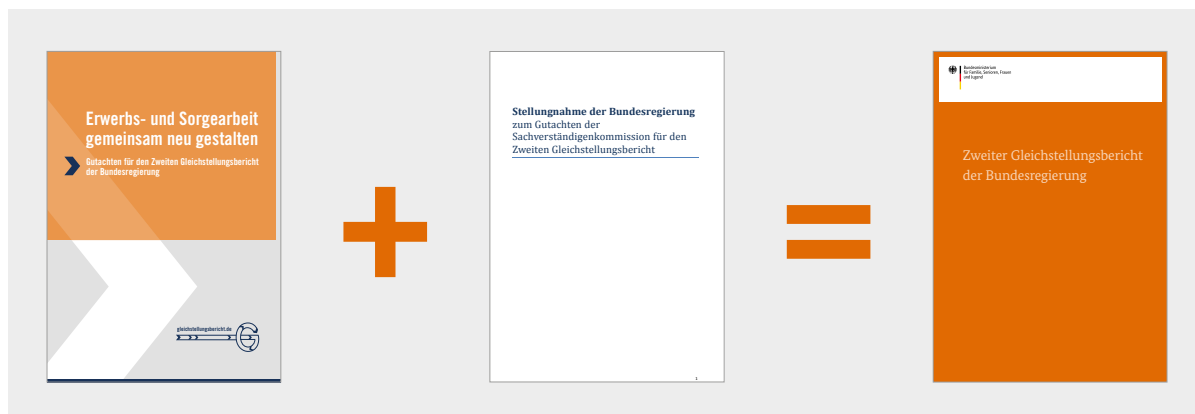 Erwerbs- und Sorgearbeit
gemeinsam neu gestalten
Gutachten für den Zweiten Gleichstellungsbericht
der Bundesregierung
gleichstellungsbericht.de
Stellungnahme der Bundesregierung
zum Gutachten der
Sachverständigenkommission für den
Zweiten Gleichstellungsbericht
1
Bundesministerium
für Familie, Senioren, Frauen
und Jugend
Zweiter Gleichstellungsbericht
der Bundesregierung